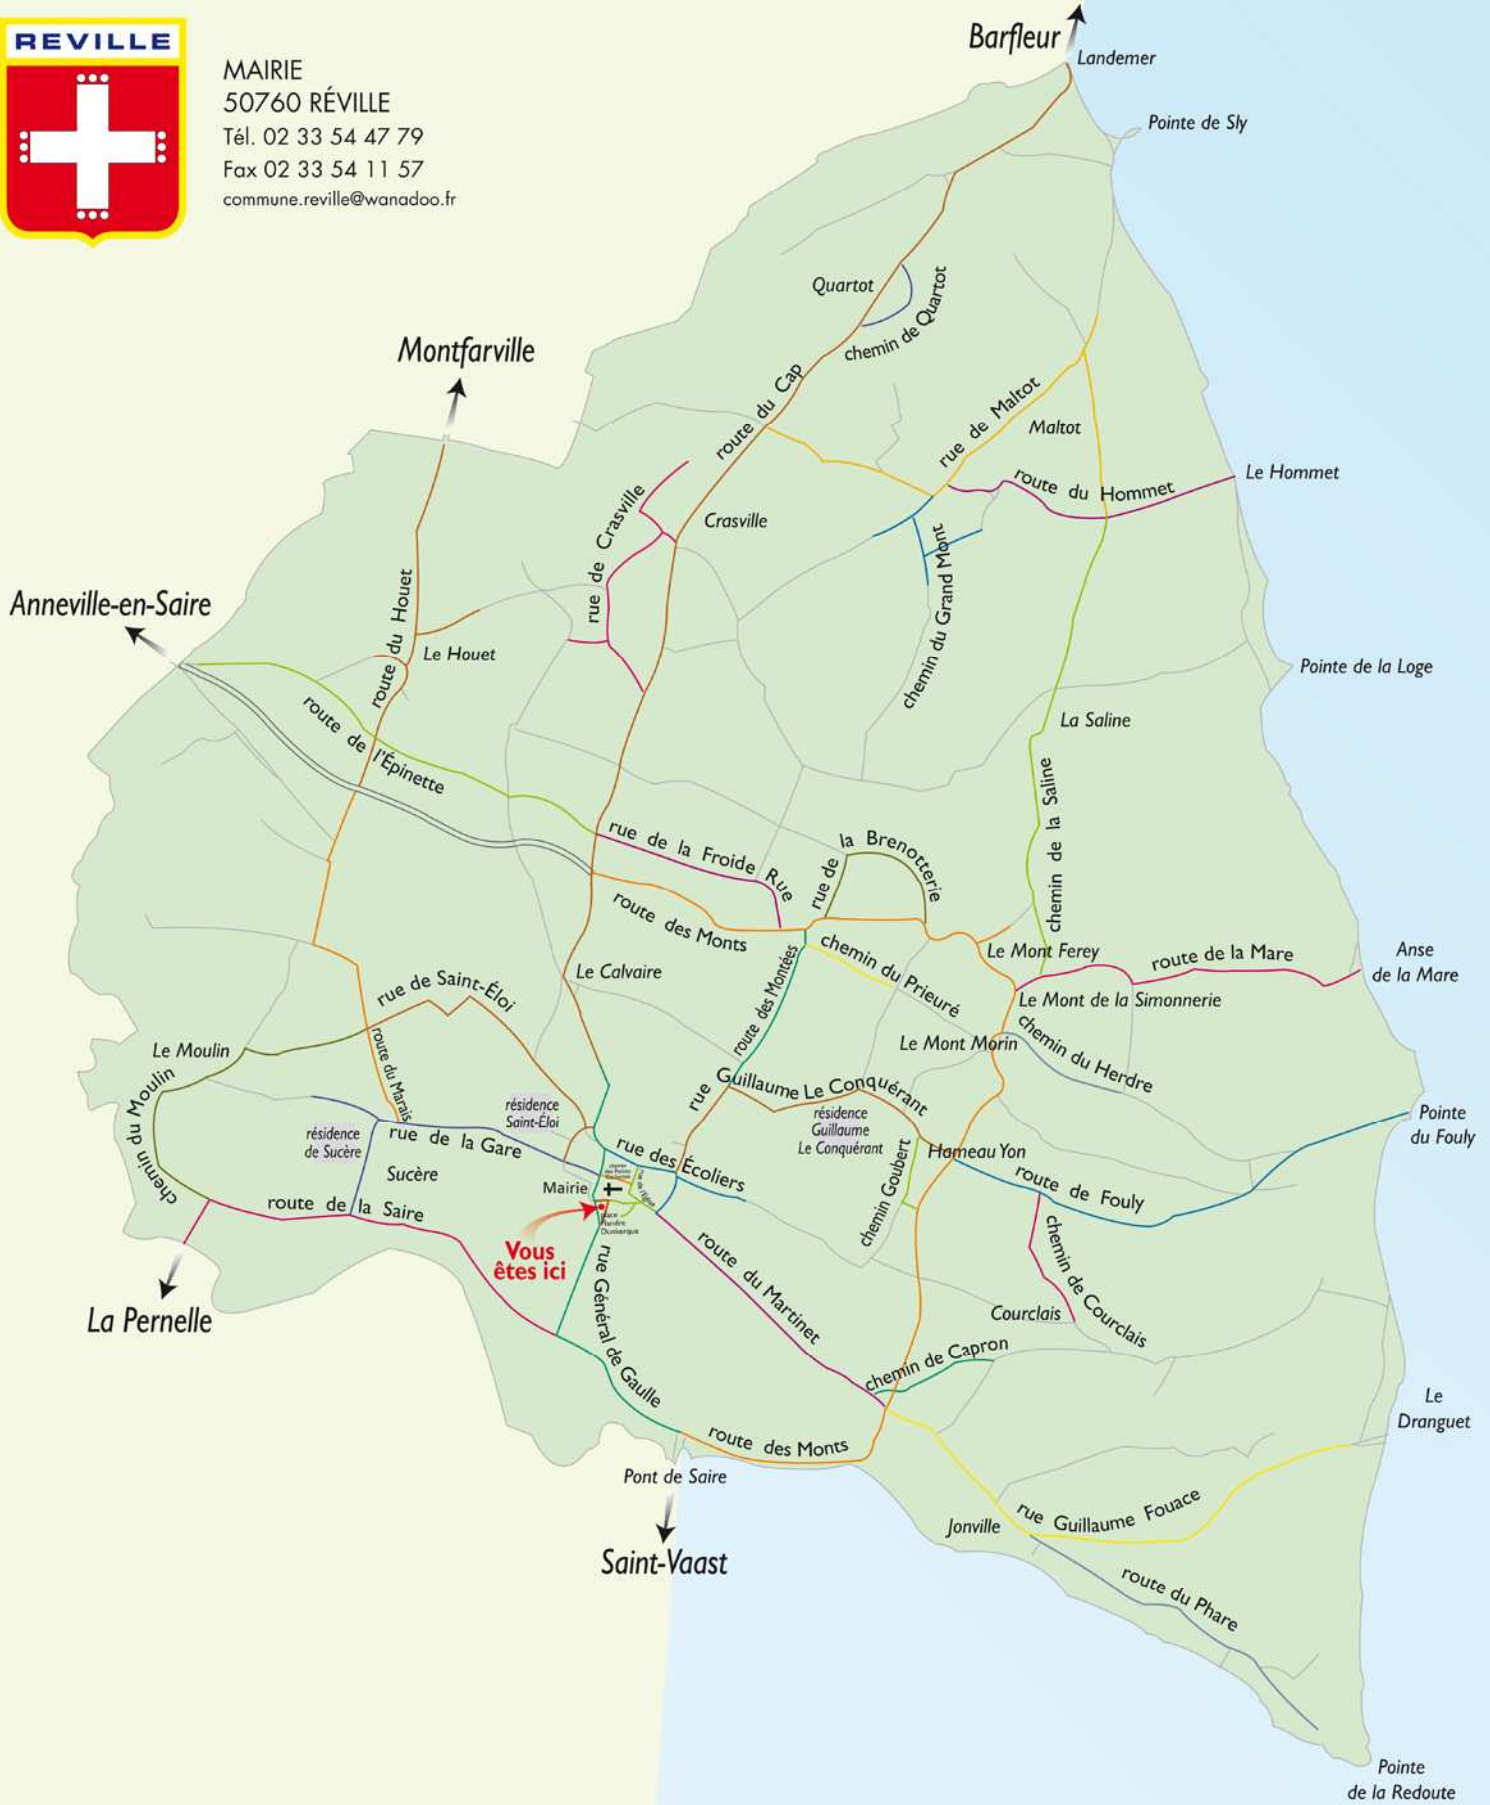 REVILLE
MAIRIE
50760 RÉVILLE
Tél. 02 33 54 47 79
Fax 02 33 54 11 57
commune.reville@wanadoo.fr
Barfleur
Landemer
Pointe de Sly
Quartot
chemin de Quartot
Montfarville
route du Cap
rue de Maltot
Maltot
route du Hommet
Le Hommet
rue de Crasville
Crasville
chemin du Grand Mont
Anneville-en-Saire
route du Houet
Le Houet
Pointe de la Loge
route de l'Épinette
La Saline
chemin de la Saline
rue de la Froide Rue
rue de la Brenotterie
route des Monts
Le Calvaire
route des Montées
chemin du Prieuré
Le Mont Ferey
route de la Mare
Anse
de la Mare
Le Mont de la Simonnerie
rue de Saint-Éloi
Le Moulin
route du Marais
Le Mont Morin
chemin du Herdre
chemin du Moulin
rue Guillaume Le Conquérant
résidence
Saint-Éloi
résidence
Guillaume
Le Conquérant
Pointe
du Fouly
résidence
de Sucère
rue de la Gare
rue des Écoliers
Hameau Yon
chemin Goubert
route de Fouly
Sucère
Mairie
route de la Saire
place
Flandre
Dunkerque
Vous
êtes ici
rue Général de Gaulle
route du Martinet
chemin de Courclais
Courclais
La Pernelle
chemin de Capron
Le
Dranguet
route des Monts
Pont de Saire
Saint-Vaast
Jonville
rue Guillaume Fouace
route du Phare
Pointe
de la Redoute